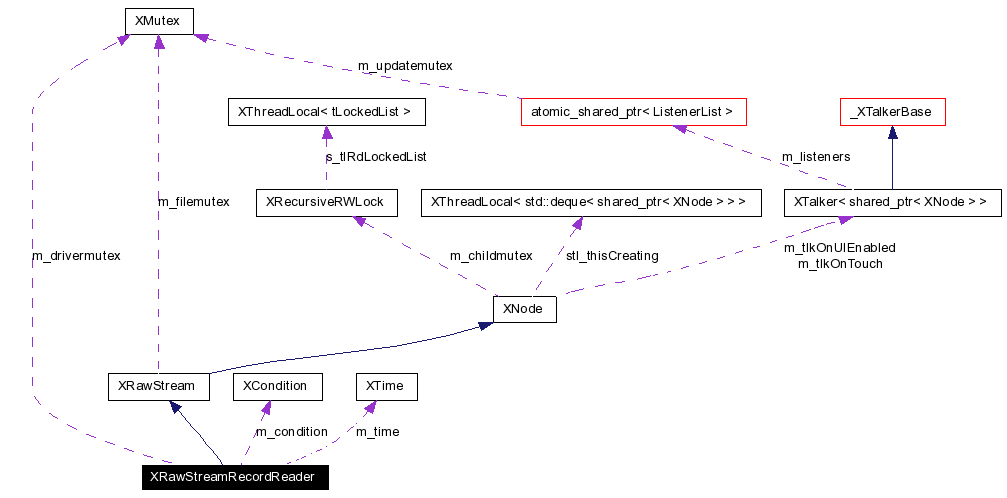 XMutex
m_updatemutex
XThreadLocal< tLockedList >
atomic_shared_ptr< ListenerList >
_XTalkerBase
s_tlRdLockedList
m_listeners
m_filemutex
XRecursiveRWLock
XThreadLocal< std::deque< shared_ptr< XNode > > >
XTalker< shared_ptr< XNode > >
m_drivermutex
m_childmutex
stl_thisCreating
m_tlkOnUIEnabled
m_tlkOnTouch
XNode
XRawStream
XCondition
XTime
m_condition
m_time
XRawStreamRecordReader